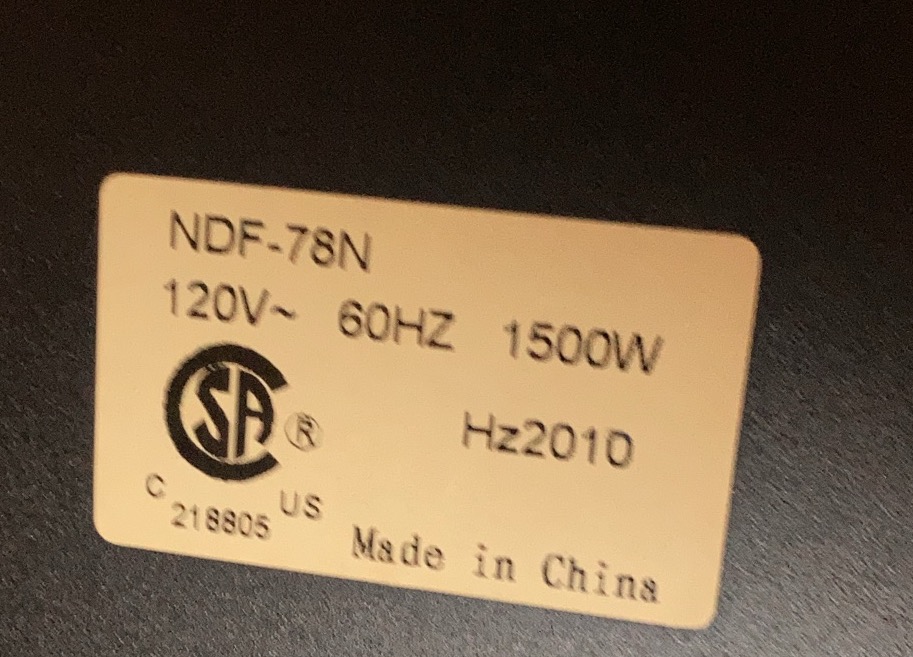 NDF-78N
120V~ 60HZ 1500W
CSA ®
Hz2010
C US
218805
Made in China